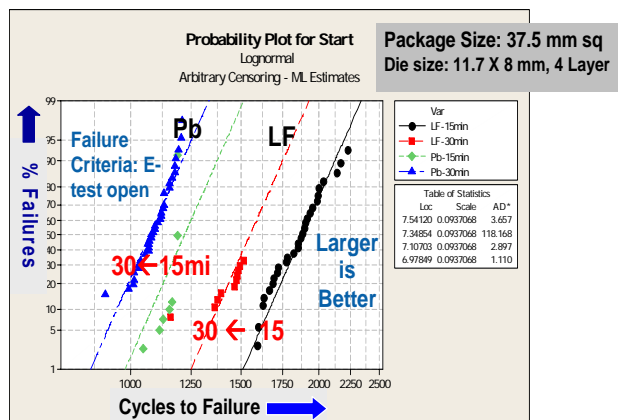 Probability Plot for Start
Lognormal
Arbitrary Censoring - ML Estimates
Package Size: 37.5 mm sq
Die size: 11.7 X 8 mm, 4 Layer
% Failures
99
95
90
80
70
60
50
40
30
20
10
5
1
Failure
Criteria: E-
test open
Pb
LF
30←15mi
30 ← 15
Larger
is
Better
1000
1250
1500
1750
2000
2250
2500
Cycles to Failure
Var
LF-15min
LF-30min
Pb-15min
Pb-30min
Table of Statistics
Loc Scale AD*
7.54120 0.0937068 3.657
7.34854 0.0937068 118.168
7.10703 0.0937068 2.897
6.97849 0.0937068 1.110